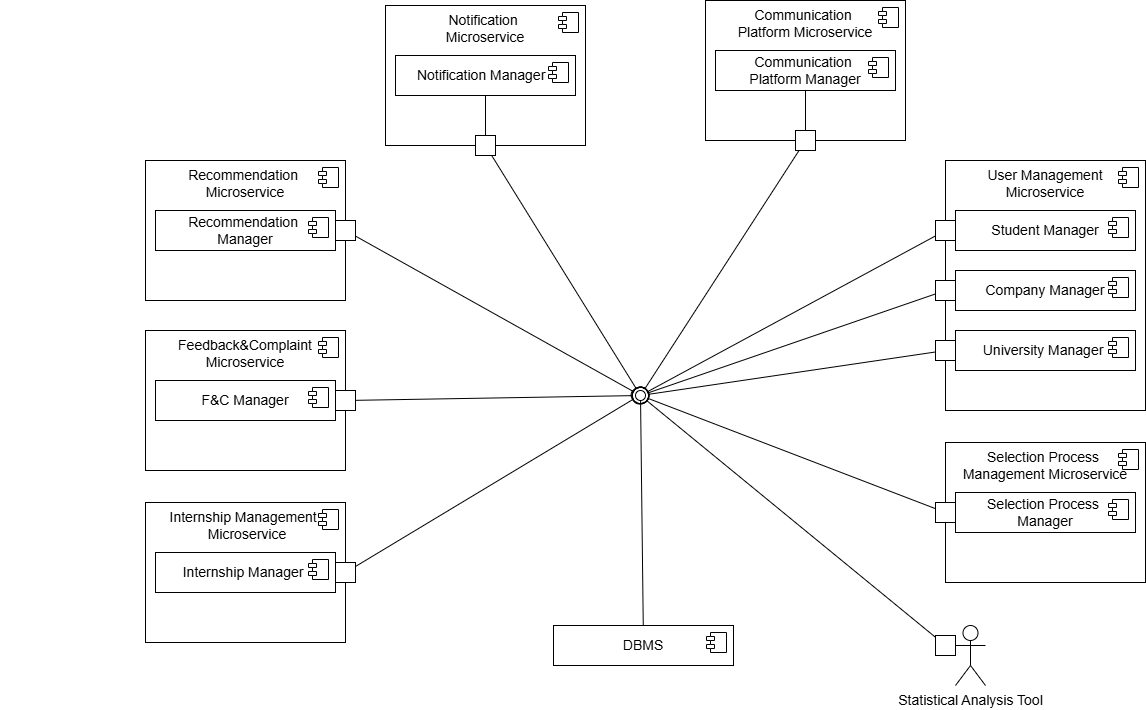 Notification
Microservice
Notification Manager
Communication
Platform Microservice
Communication
Platform Manager
Recommendation
Microservice
Recommendation
Manager
User Management
Microservice
Student Manager
Company Manager
University Manager
Feedback&Complaint
Microservice
F&C Manager
Selection Process
Management Microservice
Selection Process
Manager
Internship Management
Microservice
Internship Manager
DBMS
Statistical Analysis Tool